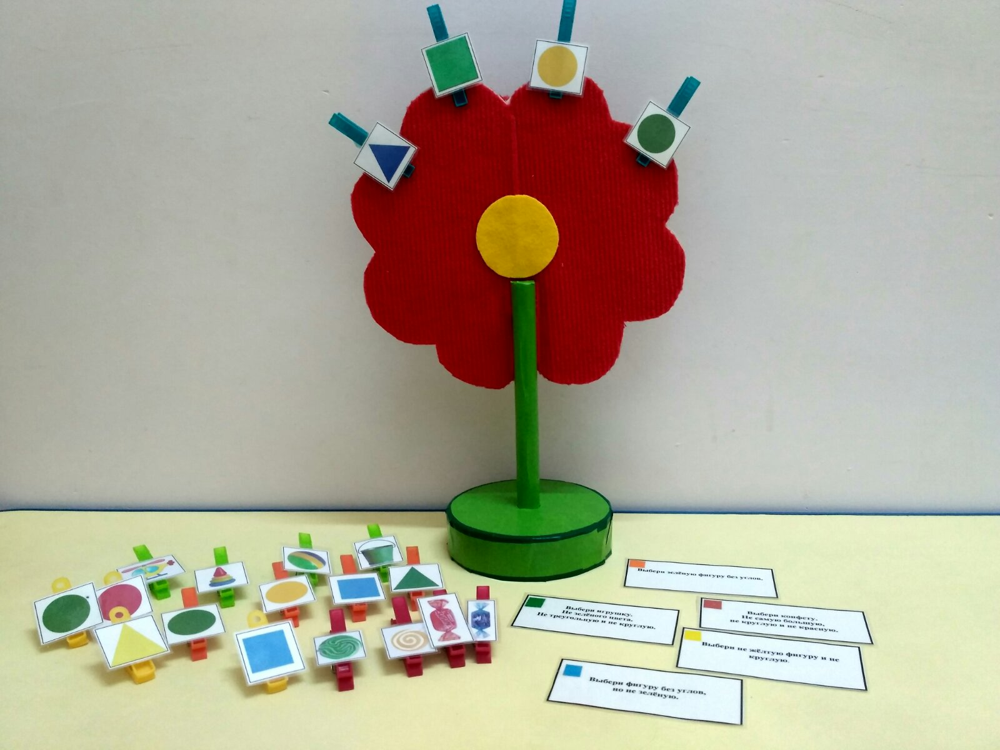 Выбери зелёную фигуру без углов.
Выбери игрушку.
Не зелёного цвета.
Не треугольную и не круглую.
Выбери конфету.
Не самую большую,
не круглую и не красную.
Выбери не жёлтую фигуру и не
круглую.
Выбери фигуру без углов,
но не зелёную.